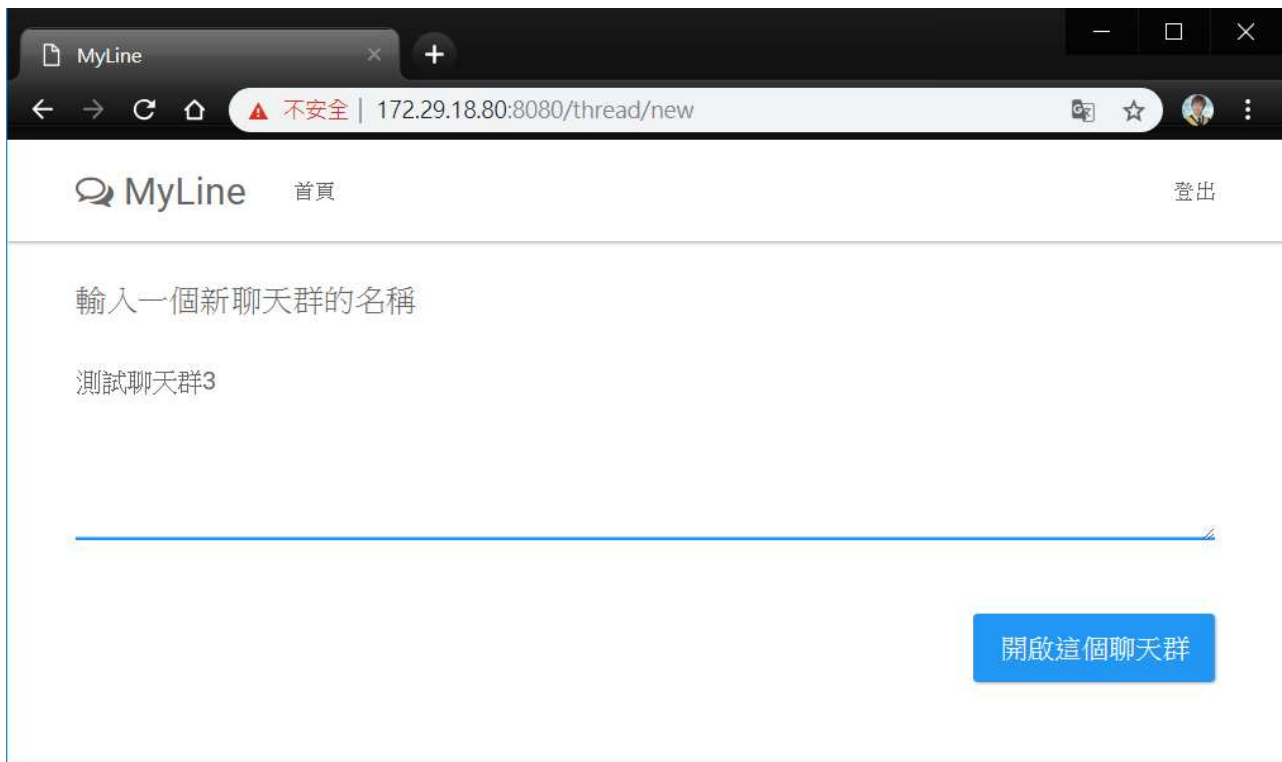 MyLine
不安全 | 172.29.18.80:8080/thread/new
MyLine 首頁 登出
輸入一個新聊天群的名稱
測試聊天群3
開啟這個聊天群